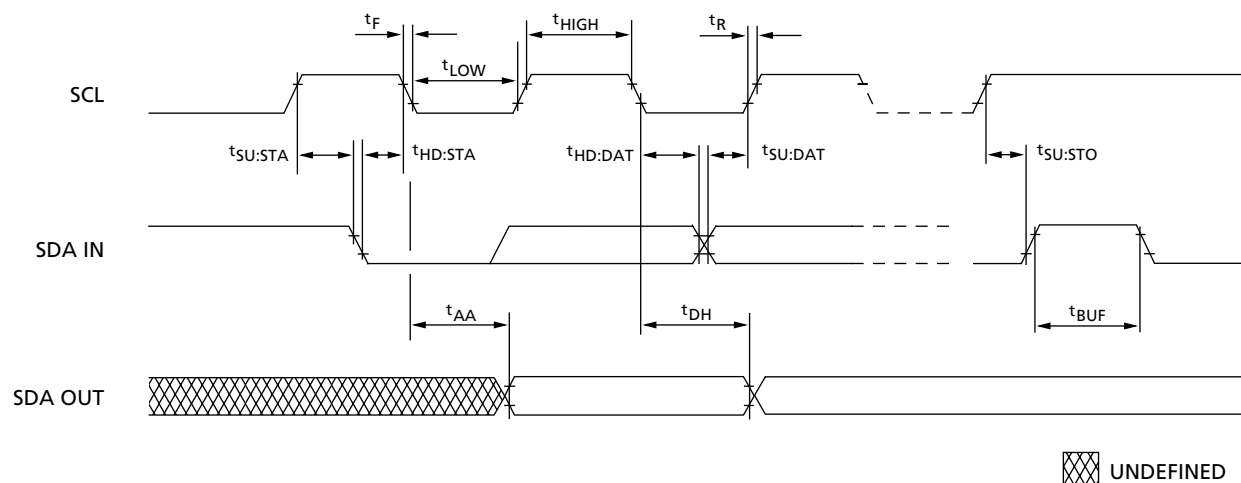 tF
tHIGH
tR
tLOW
SCL
tSU:STA
tHD:STA
tHD:DAT
tSU:DAT
tSU:STO
SDA IN
tAA
tDH
tBUF
SDA OUT
UNDEFINED